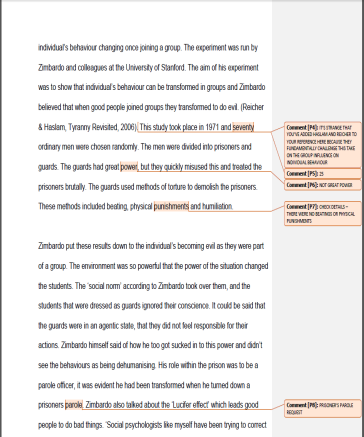 individual's behaviour changing once joining a group. The experiment was run by
Zimbardo and colleagues at the University of Stanford. The aim of his experiment
was to show that individual's behaviour can be transformed in groups and Zimbardo
believed that when good people joined groups they transformed to do evil. (Reicher
& Haslam, Tyranny Revisited, 2006) This study took place in 1971 and seventy
ordinary men were chosen randomly. The men were divided into prisoners and
guards. The guards had great power, but they quickly misused this and treated the
prisoners brutally. The guards used methods of torture to demolish the prisoners.
These methods included beating, physical punishments and humiliation.
Comment [P4]: IT'S STRANGE THAT
YOU'VE ADDED HASLAM AND REICHER TO
YOUR REFERENCE HERE BECAUSE THEY
FUNDAMENTALLY CHALLENGE THIS TAKE
ON THE GROUP INFLUENCE ON
INDIVIDUAL BEHAVIOUR
Comment [P5]: 25
Comment [P6]: NOT GREAT POWER
Comment [P7]: CHECK DETAILS –
THERE WERE NO BEATINGS OR PHYSICAL
PUNISHMENTS
Zimbardo put these results down to the individual's becoming evil as they were part
of a group. The environment was so powerful that the power of the situation changed
the students. The 'social norm' according to Zimbardo took over them, and the
students that were dressed as guards ignored their conscience. It could be said that
the guards were in an agentic state, that they did not feel responsible for their
actions. Zimbardo himself said of how he too got sucked in to this power and didn't
see the behaviours as being dehumanising. His role within the prison was to be a
parole officer, it was evident he had been transformed when he turned down a
prisoners parole. Zimbardo also talked about the 'Lucifer effect' which leads good
people to do bad things. 'Social psychologists like myself have been trying to correct
Comment [P8]: PRISONER'S PAROLE
REQUEST